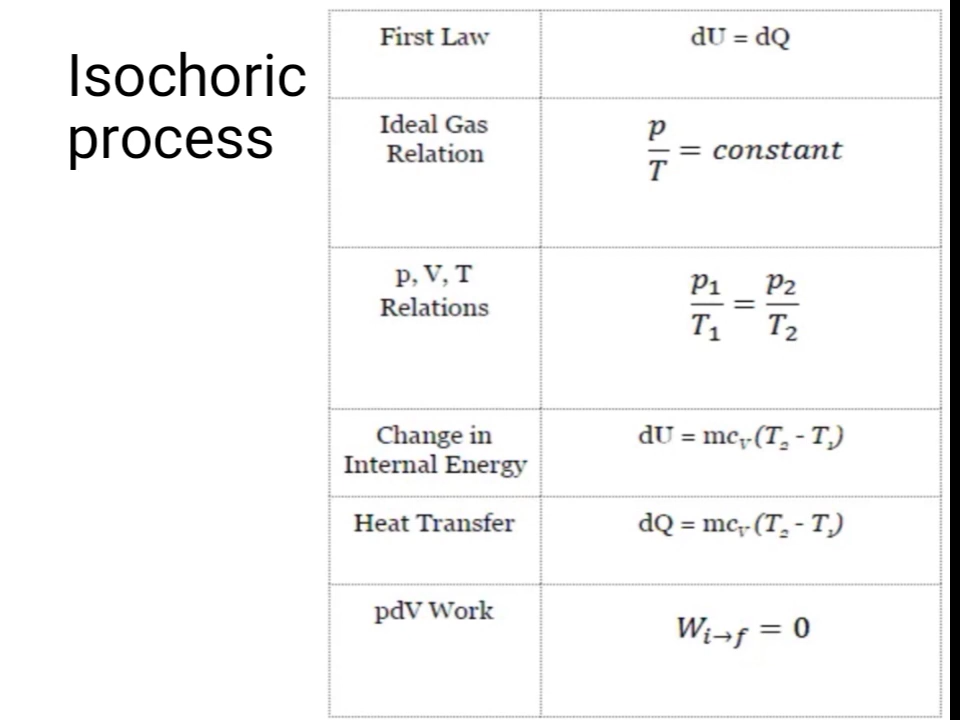 Isochoric
process
First Law
dU = dQ
Ideal Gas
Relation
p/T = constant
p, V, T
Relations
p₁/T₁ = p₂/T₂
Change in
Internal Energy
dU = mcᵥ(T₂ - T₁)
Heat Transfer
dQ = mcᵥ(T₂ - T₁)
pdV Work
W_{i→f} = 0